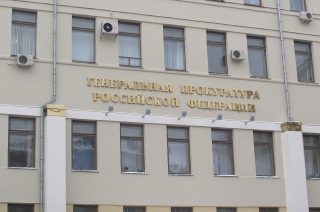 ГЕНЕРАЛЬНАЯ ПРОКУРАТУРА
РОССИЙСКОЙ ФЕДЕРАЦИИ